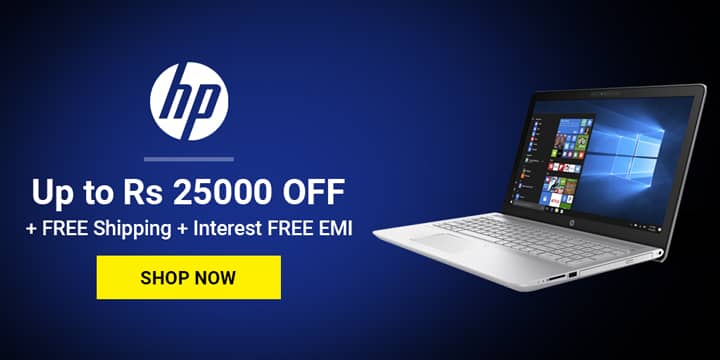 hp
Up to Rs 25000 OFF
+ FREE Shipping + Interest FREE EMI
SHOP NOW